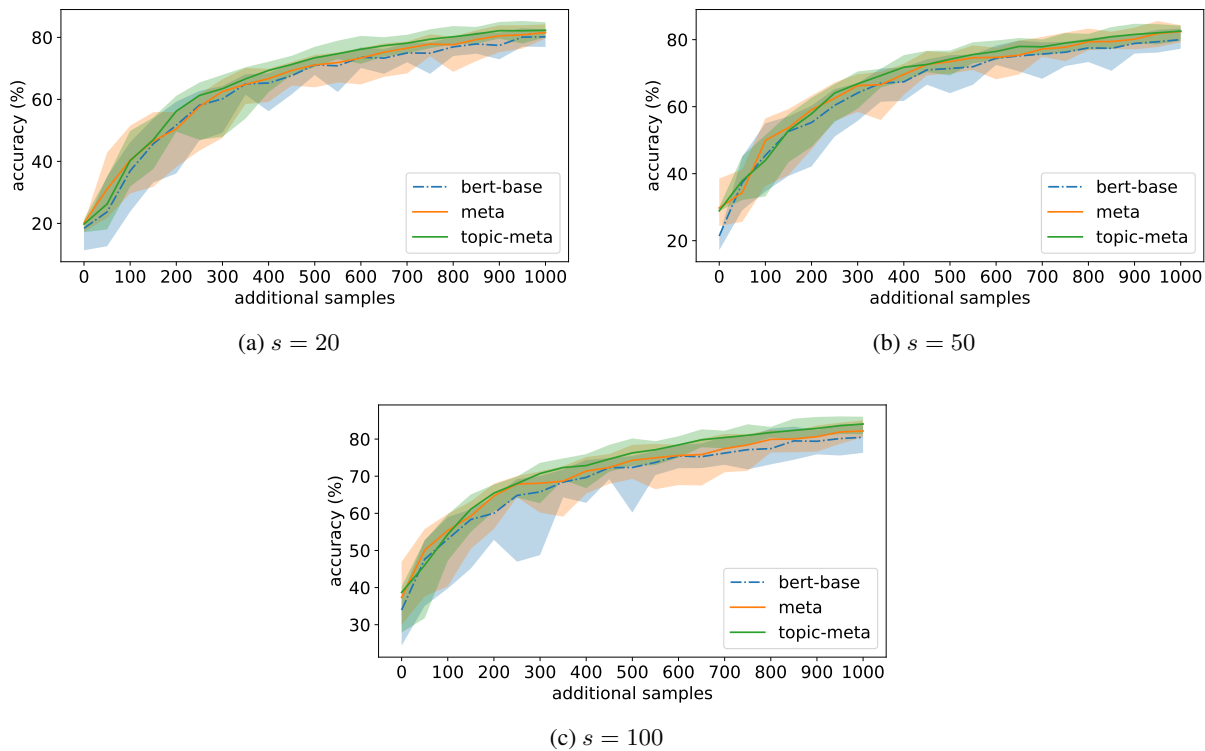 80
60
40
20
accuracy (%)
0 100 200 300 400 500 600 700 800 900 1000
additional samples
bert-base
meta
topic-meta
(a) s = 20
80
60
40
20
accuracy (%)
0 100 200 300 400 500 600 700 800 900 1000
additional samples
bert-base
meta
topic-meta
(b) s = 50
80
70
60
50
40
30
accuracy (%)
0 100 200 300 400 500 600 700 800 900 1000
additional samples
bert-base
meta
topic-meta
(c) s = 100